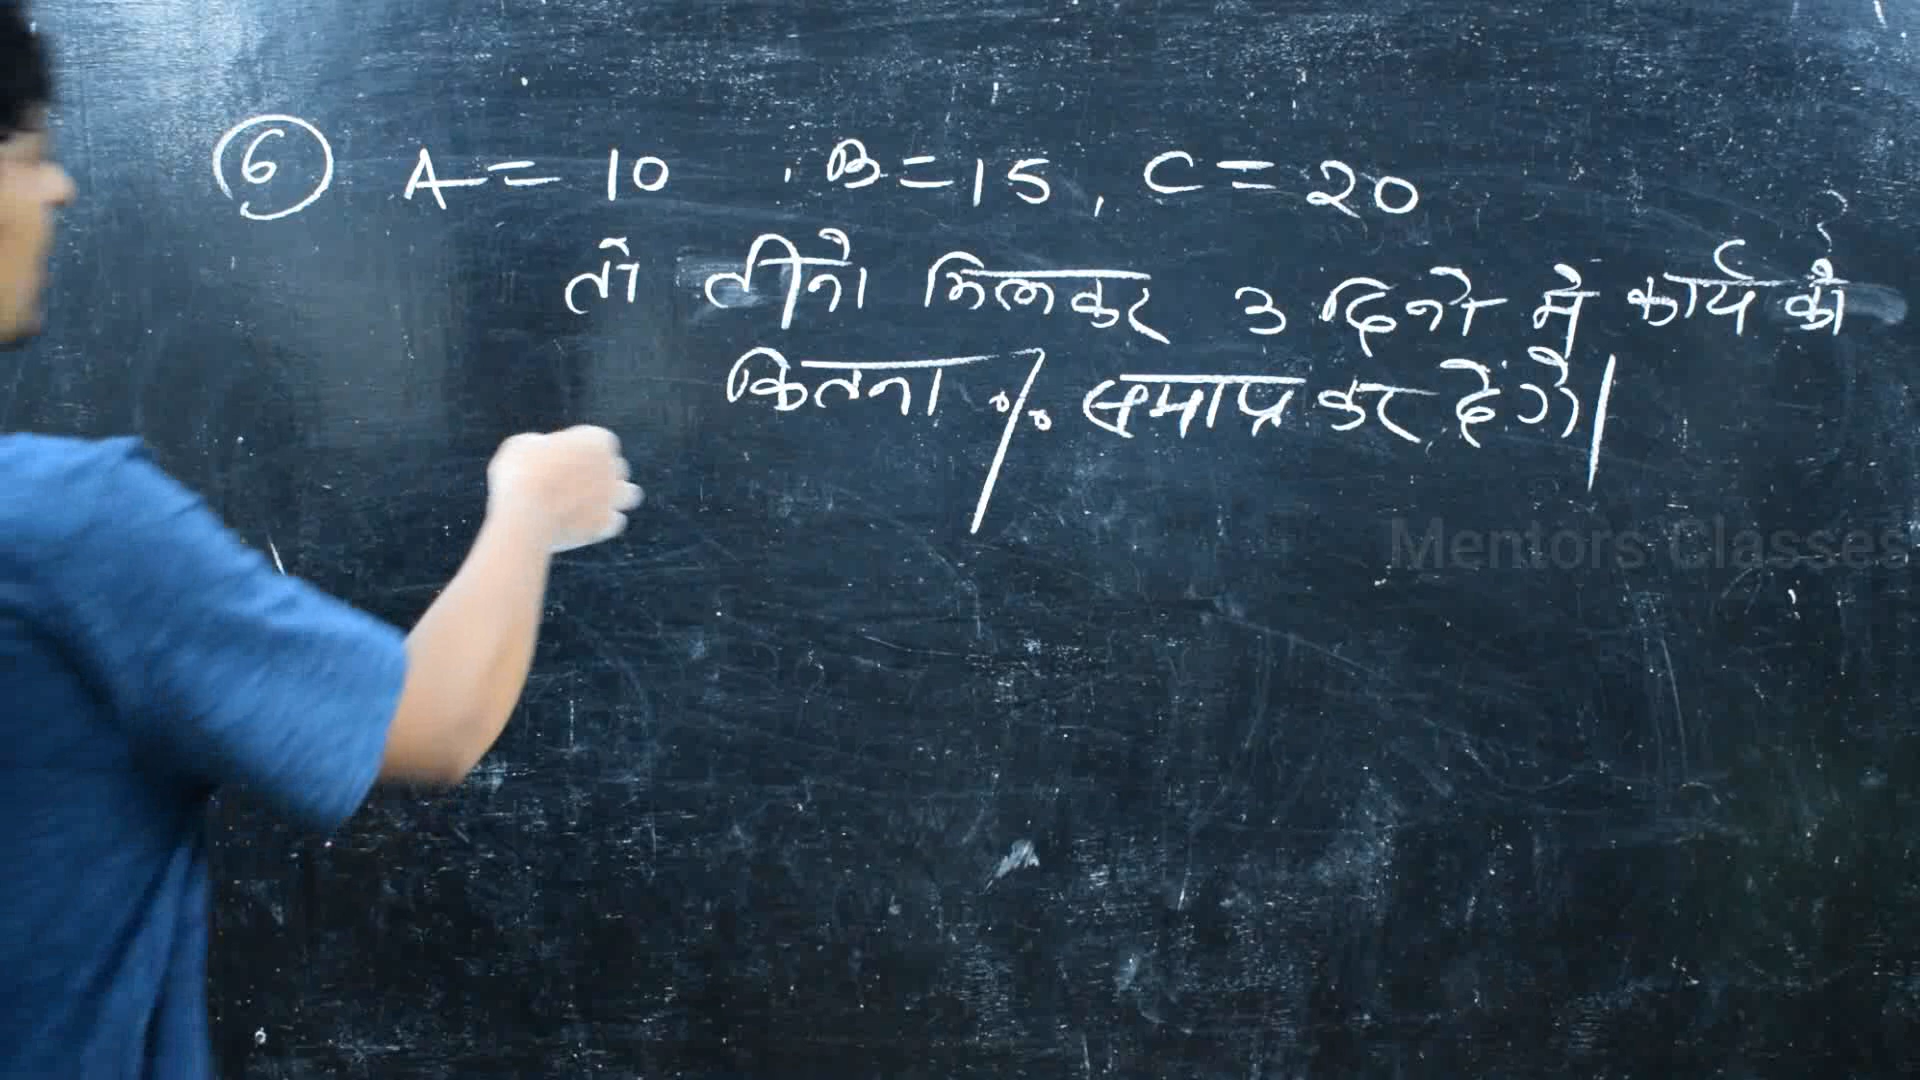 6 A = 10 , B = 15 , C = 20
तो तीनो मिलकर 3 दिनो मे कार्य को
कितना % समाप्त कर देंगे।
Mentors Classes